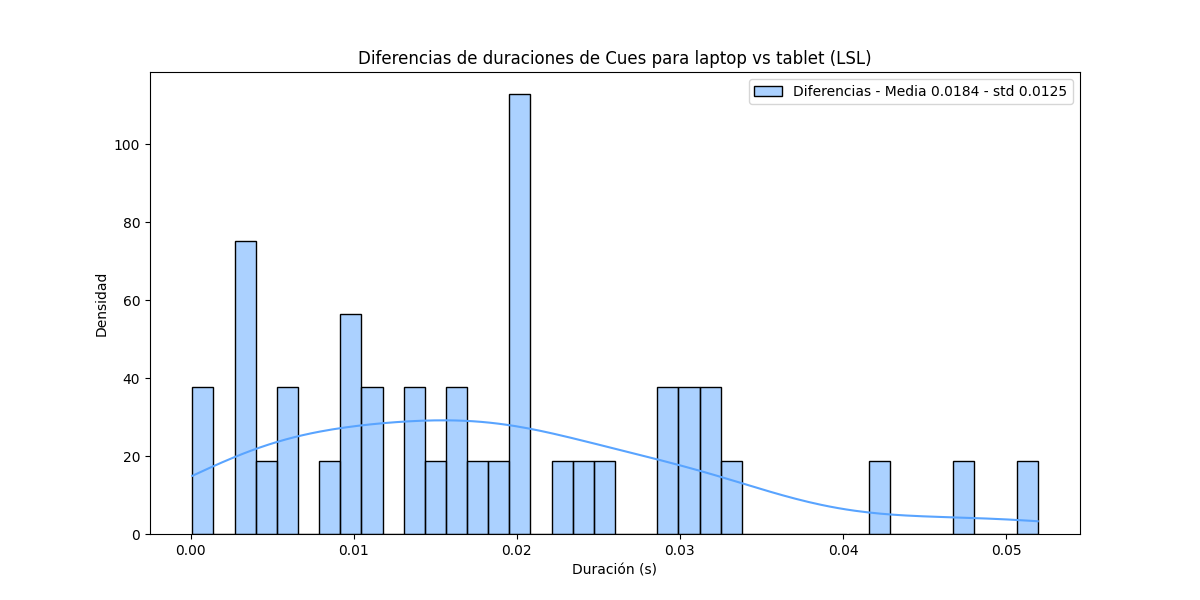 Diferencias de duraciones de Cues para laptop vs tablet (LSL)
Diferencias - Media 0.0184 - std 0.0125
100
80
60
40
20
0
Densidad
0.00 0.01 0.02 0.03 0.04 0.05
Duración (s)